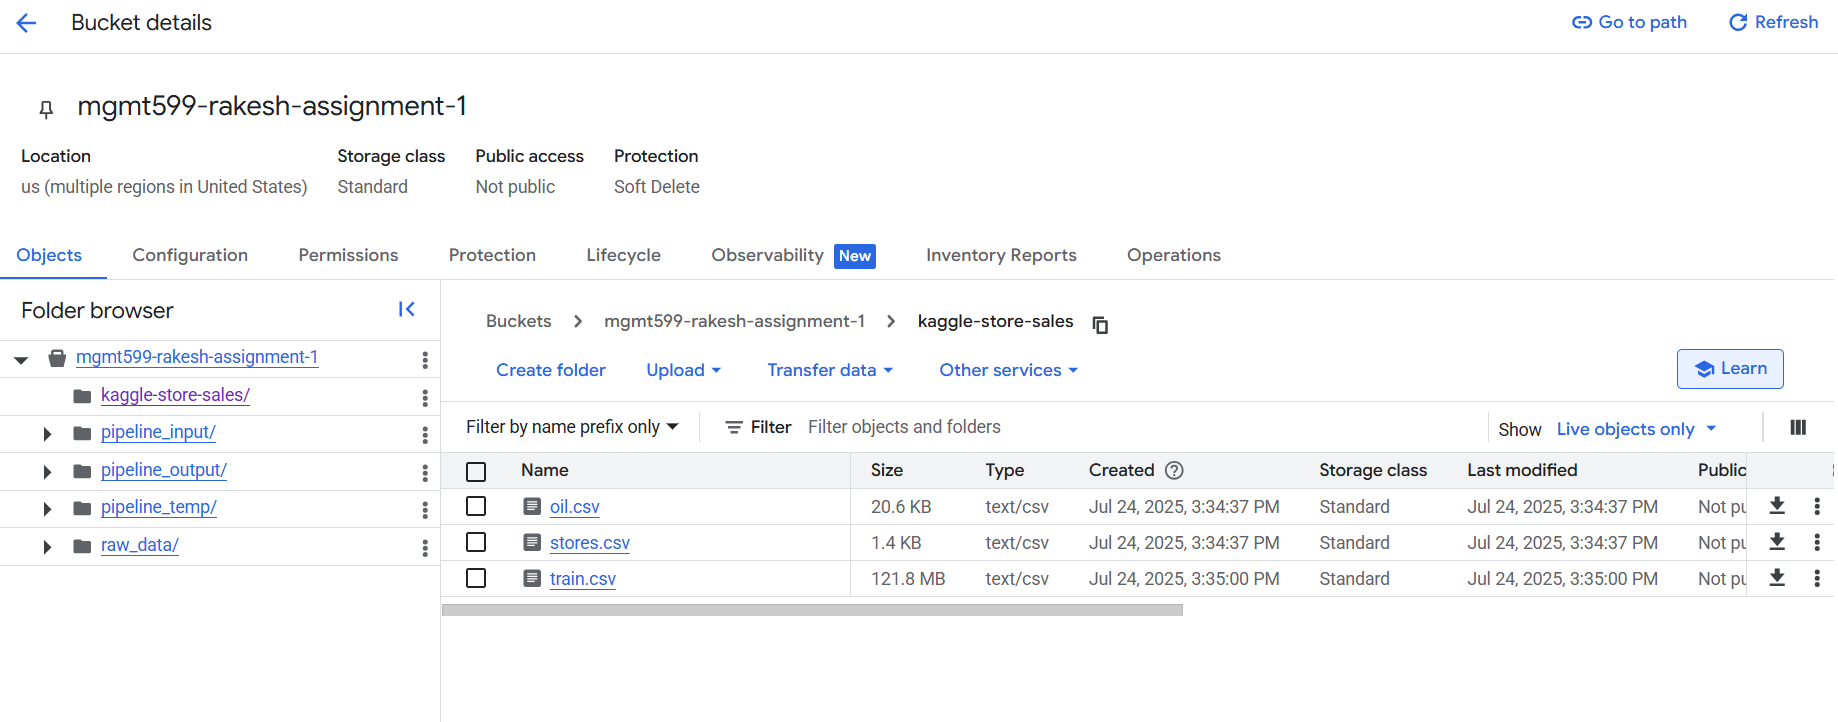 Bucket details
Go to path
Refresh
mgmt599-rakesh-assignment-1
Location Storage class Public access Protection
us (multiple regions in United States) Standard Not public Soft Delete
Objects Configuration Permissions Protection Lifecycle Observability New Inventory Reports Operations
Folder browser
mgmt599-rakesh-assignment-1
kaggle-store-sales/
pipeline_input/
pipeline_output/
pipeline_temp/
raw_data/
Buckets > mgmt599-rakesh-assignment-1 > kaggle-store-sales
Create folder Upload Transfer data Other services
Learn
Filter by name prefix only Filter Filter objects and folders Show Live objects only
Name Size Type Created Storage class Last modified Public
oil.csv 20.6 KB text/csv Jul 24, 2025, 3:34:37 PM Standard Jul 24, 2025, 3:34:37 PM Not pu
stores.csv 1.4 KB text/csv Jul 24, 2025, 3:34:37 PM Standard Jul 24, 2025, 3:34:37 PM Not pu
train.csv 121.8 MB text/csv Jul 24, 2025, 3:35:00 PM Standard Jul 24, 2025, 3:35:00 PM Not pu